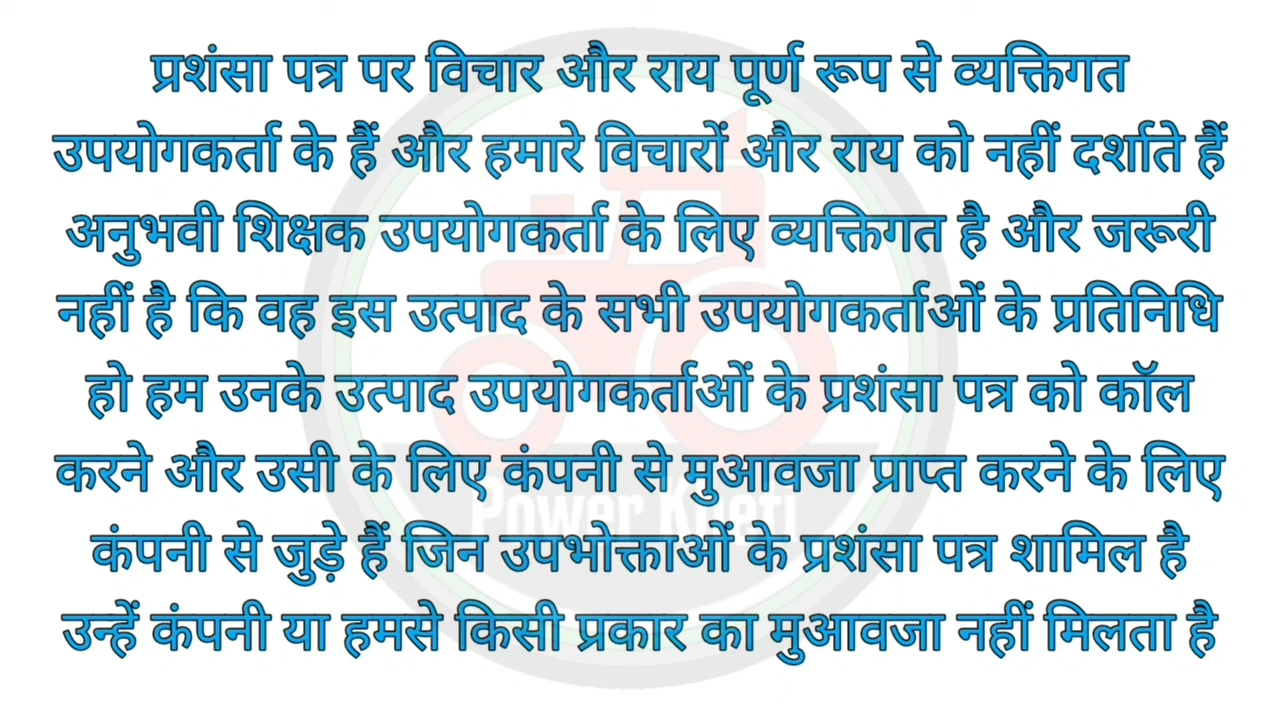 प्रशंसा पत्र पर विचार और राय पूर्ण रूप से व्यक्तिगत
उपयोगकर्ता के हैं और हमारे विचारों और राय को नहीं दर्शाते हैं
अनुभवी शिक्षक उपयोगकर्ता के लिए व्यक्तिगत है और जरूरी
नहीं है कि वह इस उत्पाद के सभी उपयोगकर्ताओं के प्रतिनिधि
हो हम उनके उत्पाद उपयोगकर्ताओं के प्रशंसा पत्र को कॉल
करने और उसी के लिए कंपनी से मुआवजा प्राप्त करने के लिए
Power Kheti
कंपनी से जुड़े हैं जिन उपभोक्ताओं के प्रशंसा पत्र शामिल है
उन्हें कंपनी या हमसे किसी प्रकार का मुआवजा नहीं मिलता है